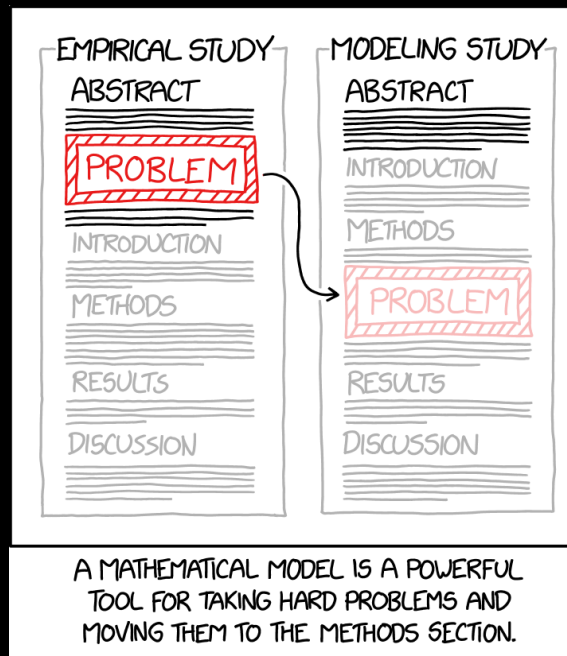 EMPIRICAL STUDY
ABSTRACT
PROBLEM
INTRODUCTION
METHODS
RESULTS
DISCUSSION
MODELING STUDY
ABSTRACT
INTRODUCTION
METHODS
PROBLEM
RESULTS
DISCUSSION
A MATHEMATICAL MODEL IS A POWERFUL
TOOL FOR TAKING HARD PROBLEMS AND
MOVING THEM TO THE METHODS SECTION.